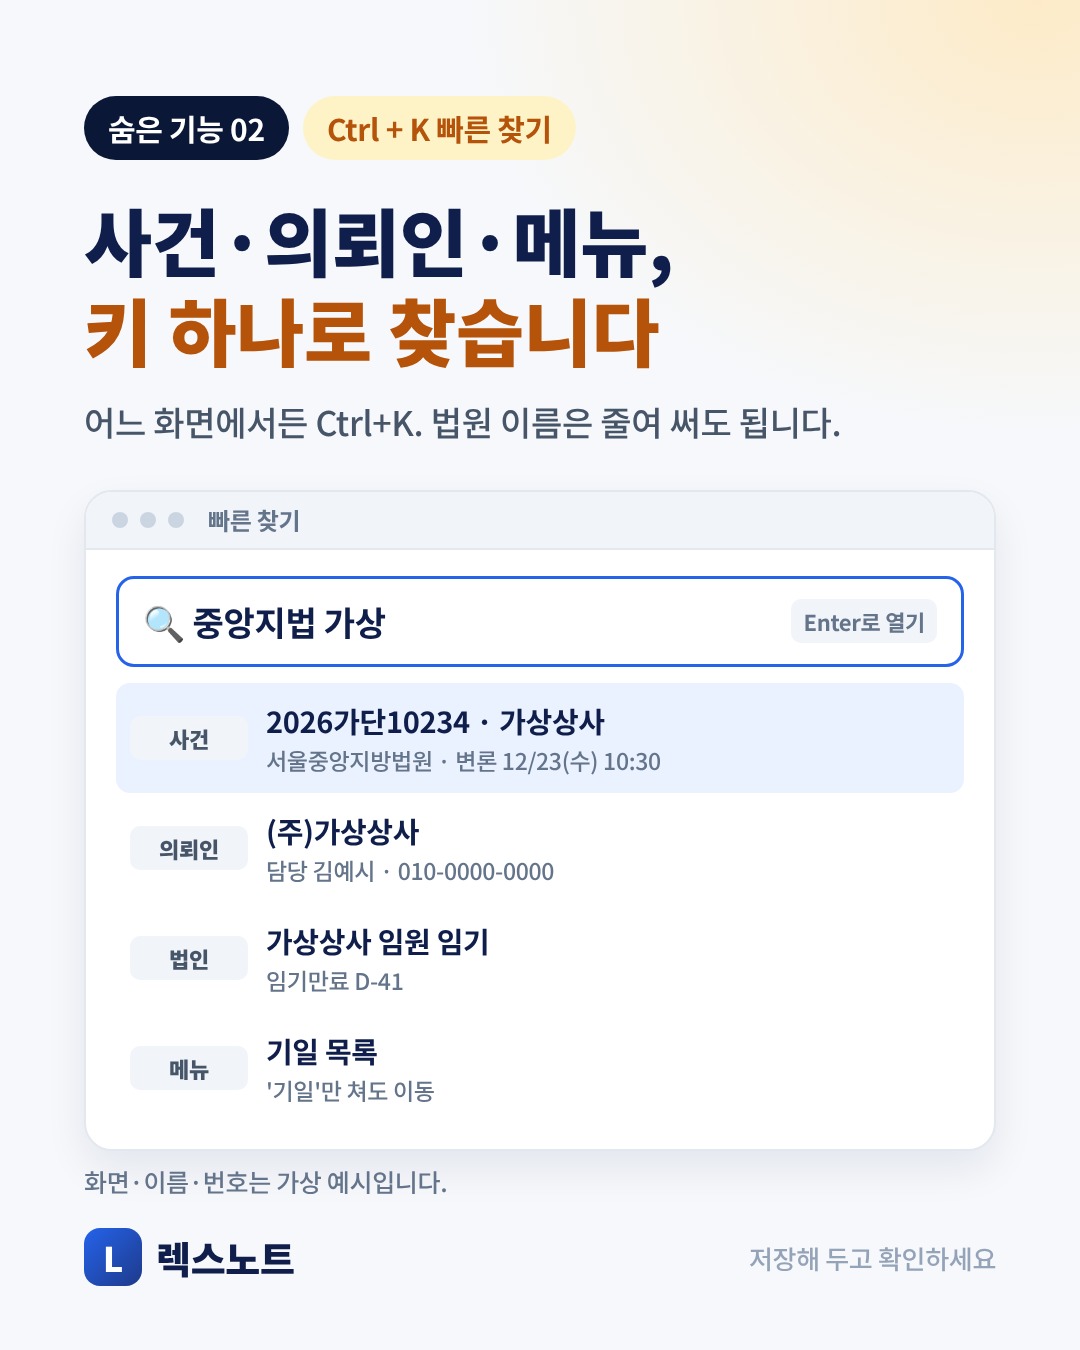 숨은 기능 02
Ctrl + K 빠른 찾기
사건·의뢰인·메뉴,
키 하나로 찾습니다
어느 화면에서든 Ctrl+K. 법원 이름은 줄여 써도 됩니다.
빠른 찾기
중앙지법 가상
Enter로 열기
사건
2026가단10234 · 가상상사
서울중앙지방법원 · 변론 12/23(수) 10:30
의뢰인
(주)가상상사
담당 김예시 · 010-0000-0000
법인
가상상사 임원 임기
임기만료 D-41
메뉴
기일 목록
'기일'만 쳐도 이동
화면·이름·번호는 가상 예시입니다.
L 렉스노트
저장해 두고 확인하세요